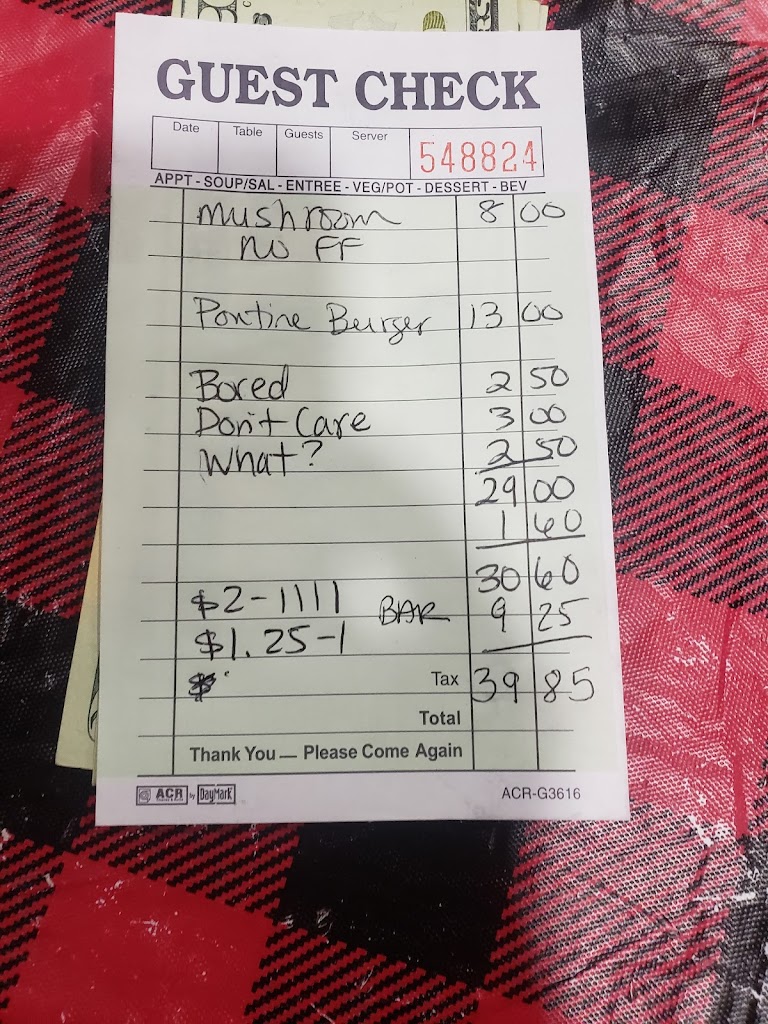 GUEST CHECK
Date Table Guests Server 548824
APPT - SOUP/SAL - ENTREE - VEG/POT - DESSERT - BEV
Mushroom 8 00
NO FF
Pontine Burger 13 00
Bored 2 50
Don't Care 3 00
What? 2 50
29 00
1 60
30 60
$2-1111 BAR 9 25
$1.25-1
$ Tax 39 85
Total
Thank You — Please Come Again
ACR by DayMark ACR-G3616